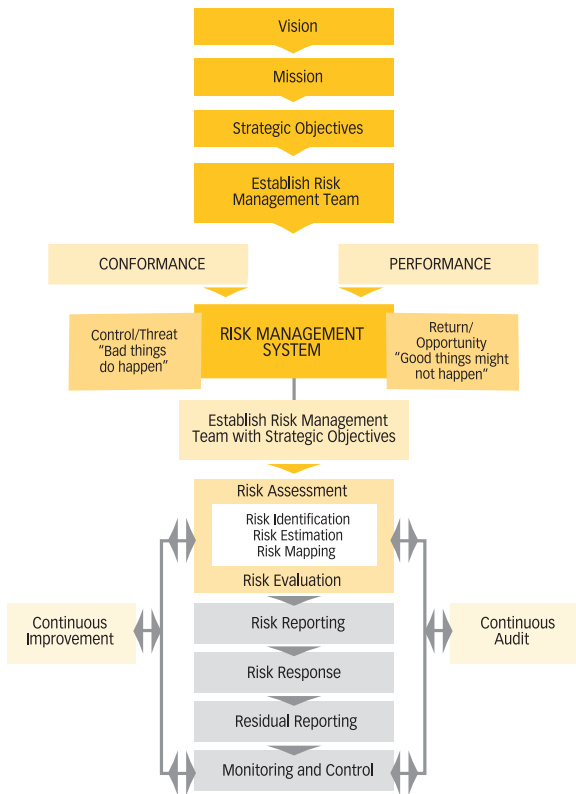 Vision
Mission
Strategic Objectives
Establish Risk
Management Team
CONFORMANCE
PERFORMANCE
Control/Threat
"Bad things
do happen"
RISK MANAGEMENT
SYSTEM
Return/
Opportunity
"Good things might
not happen"
Establish Risk Management
Team with Strategic Objectives
Risk Assessment
Risk Identification
Risk Estimation
Risk Mapping
Risk Evaluation
Continuous
Improvement
Risk Reporting
Continuous
Audit
Risk Response
Residual Reporting
Monitoring and Control